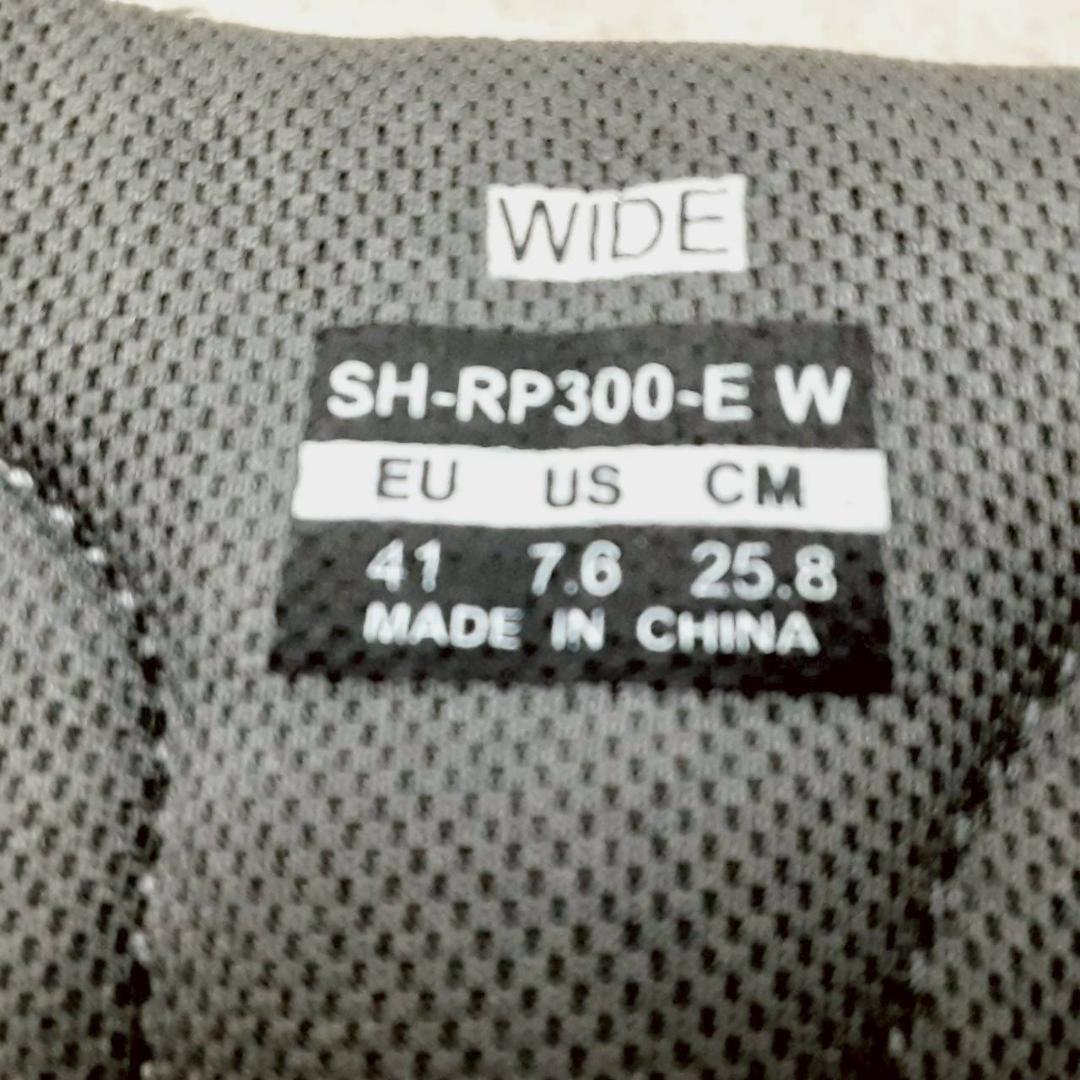 WIDE
SH-RP300-E W
EU US CM
41 7.6 25.8
MADE IN CHINA